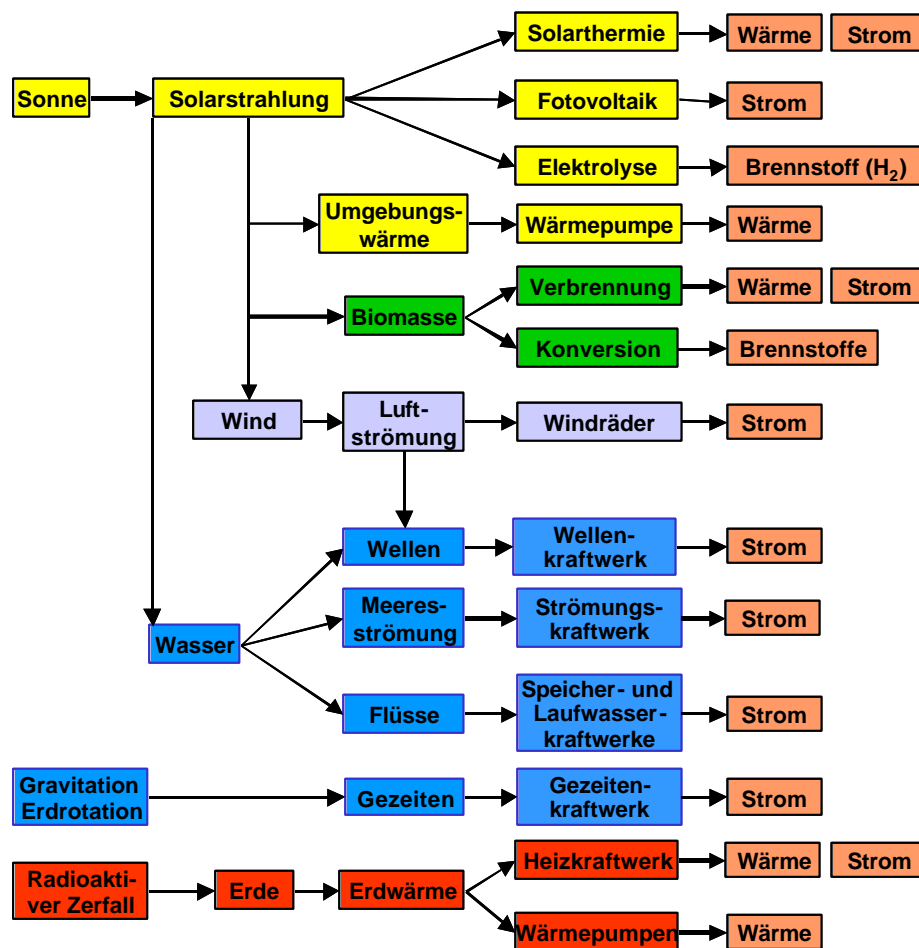 Solarthermie
Wärme
Strom
Sonne
Solarstrahlung
Fotovoltaik
Strom
Elektrolyse
Brennstoff (H₂)
Umgebungs-
wärme
Wärmepumpe
Wärme
Verbrennung
Wärme
Strom
Biomasse
Konversion
Brennstoffe
Wind
Luft-
strömung
Windräder
Strom
Wellen
Wellen-
kraftwerk
Strom
Wasser
Meeres-
strömung
Strömungs-
kraftwerk
Strom
Flüsse
Speicher- und
Laufwasser-
kraftwerke
Strom
Gravitation
Erdrotation
Gezeiten
Gezeiten-
kraftwerk
Strom
Radioakti-
ver Zerfall
Erde
Erdwärme
Heizkraftwerk
Wärme
Strom
Wärmepumpen
Wärme